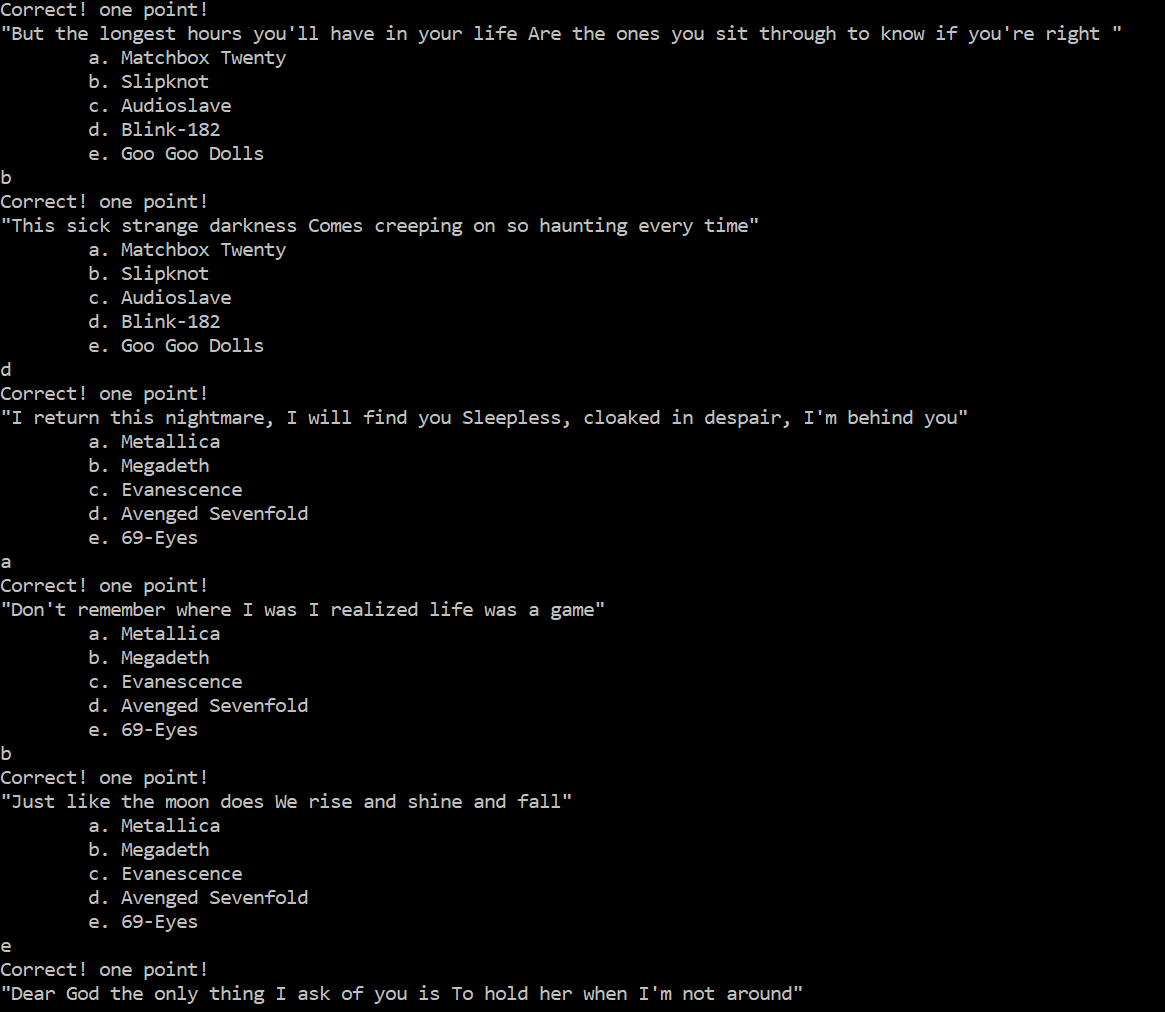 Correct! one point!
"But the longest hours you'll have in your life Are the ones you sit through to know if you're right "
a. Matchbox Twenty
b. Slipknot
c. Audioslave
d. Blink-182
e. Goo Goo Dolls
b
Correct! one point!
"This sick strange darkness Comes creeping on so haunting every time"
a. Matchbox Twenty
b. Slipknot
c. Audioslave
d. Blink-182
e. Goo Goo Dolls
d
Correct! one point!
"I return this nightmare, I will find you Sleepless, cloaked in despair, I'm behind you"
a. Metallica
b. Megadeth
c. Evanescence
d. Avenged Sevenfold
e. 69-Eyes
a
Correct! one point!
"Don't remember where I was I realized life was a game"
a. Metallica
b. Megadeth
c. Evanescence
d. Avenged Sevenfold
e. 69-Eyes
b
Correct! one point!
"Just like the moon does We rise and shine and fall"
a. Metallica
b. Megadeth
c. Evanescence
d. Avenged Sevenfold
e. 69-Eyes
e
Correct! one point!
"Dear God the only thing I ask of you is To hold her when I'm not around"